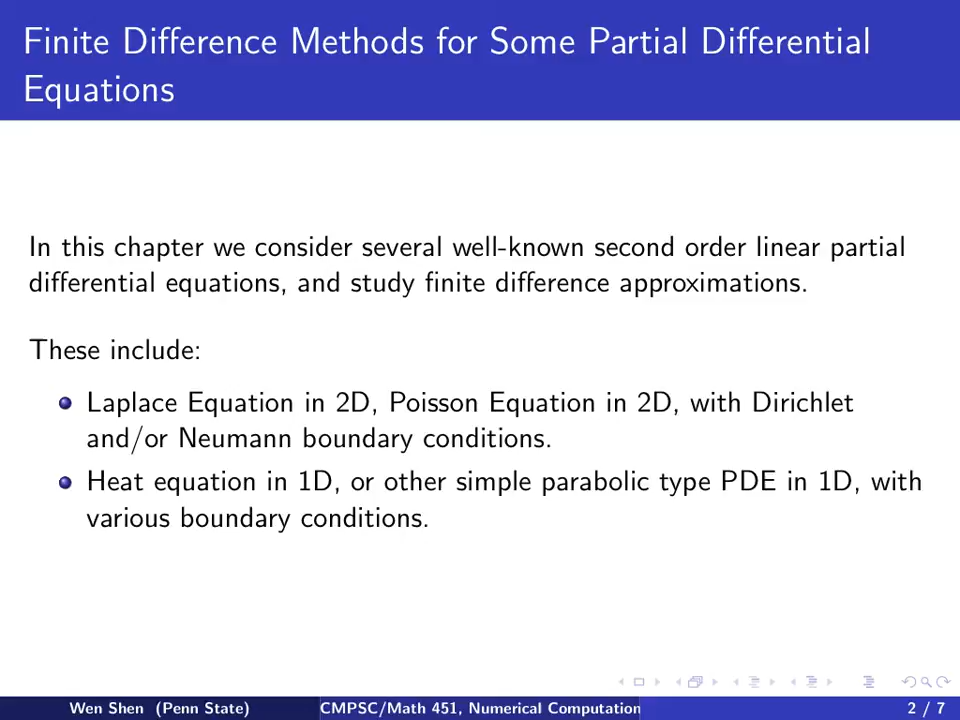 Finite Difference Methods for Some Partial Differential
Equations
In this chapter we consider several well-known second order linear partial
differential equations, and study finite difference approximations.
These include:
Laplace Equation in 2D, Poisson Equation in 2D, with Dirichlet
and/or Neumann boundary conditions.
Heat equation in 1D, or other simple parabolic type PDE in 1D, with
various boundary conditions.
Wen Shen (Penn State)
CMPSC/Math 451, Numerical Computation
2 / 7